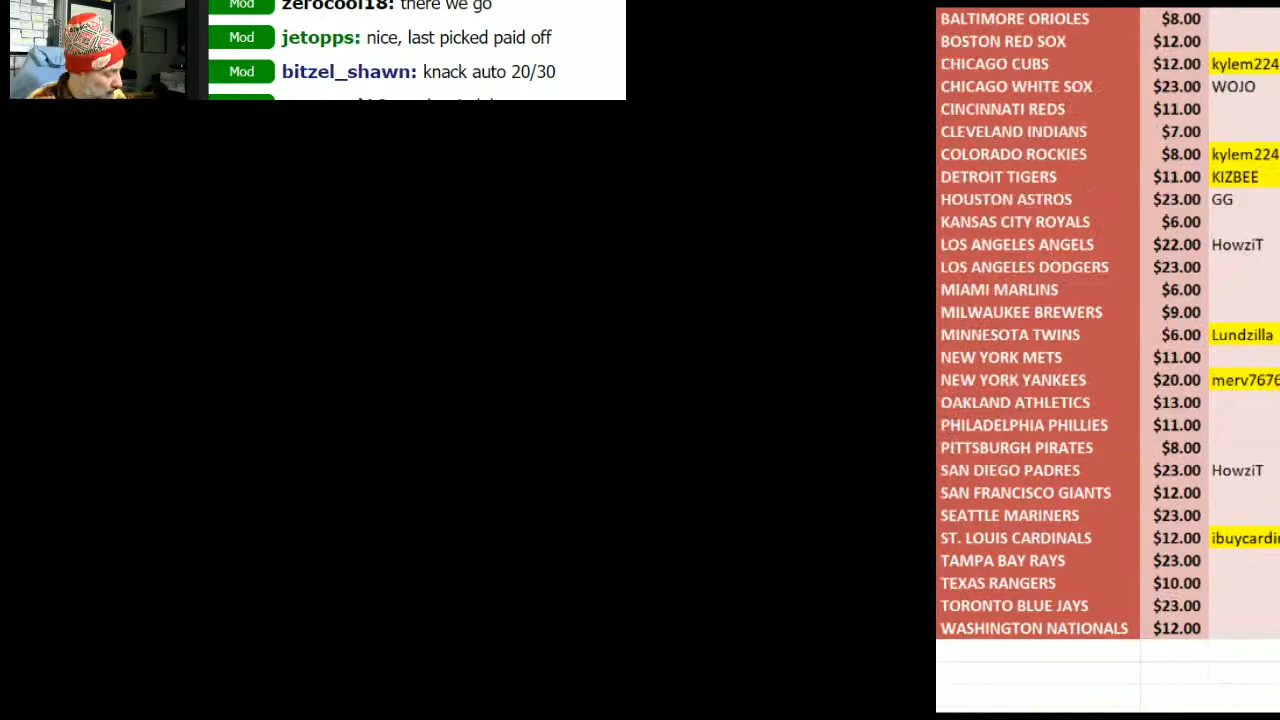 Mod zerocool18: there we go
Mod jetopps: nice, last picked paid off
Mod bitzel_shawn: knack auto 20/30
BALTIMORE ORIOLES $8.00
BOSTON RED SOX $12.00
CHICAGO CUBS $12.00 kylem224
CHICAGO WHITE SOX $23.00 WOJO
CINCINNATI REDS $11.00
CLEVELAND INDIANS $7.00
COLORADO ROCKIES $8.00 kylem224
DETROIT TIGERS $11.00 KIZBEE
HOUSTON ASTROS $23.00 GG
KANSAS CITY ROYALS $6.00
LOS ANGELES ANGELS $22.00 HowziT
LOS ANGELES DODGERS $23.00
MIAMI MARLINS $6.00
MILWAUKEE BREWERS $9.00
MINNESOTA TWINS $6.00 Lundzilla
NEW YORK METS $11.00
NEW YORK YANKEES $20.00 merv7676
OAKLAND ATHLETICS $13.00
PHILADELPHIA PHILLIES $11.00
PITTSBURGH PIRATES $8.00
SAN DIEGO PADRES $23.00 HowziT
SAN FRANCISCO GIANTS $12.00
SEATTLE MARINERS $23.00
ST. LOUIS CARDINALS $12.00 ibuycardi
TAMPA BAY RAYS $23.00
TEXAS RANGERS $10.00
TORONTO BLUE JAYS $23.00
WASHINGTON NATIONALS $12.00